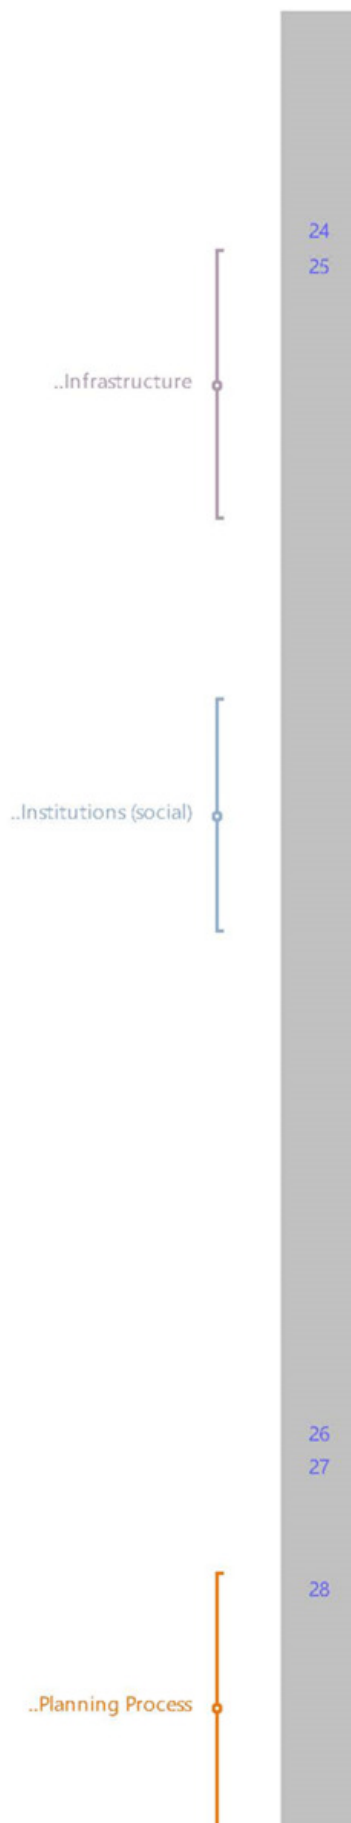 24
25
..Infrastructure
..Institutions (social)
26
27
28
..Planning Process